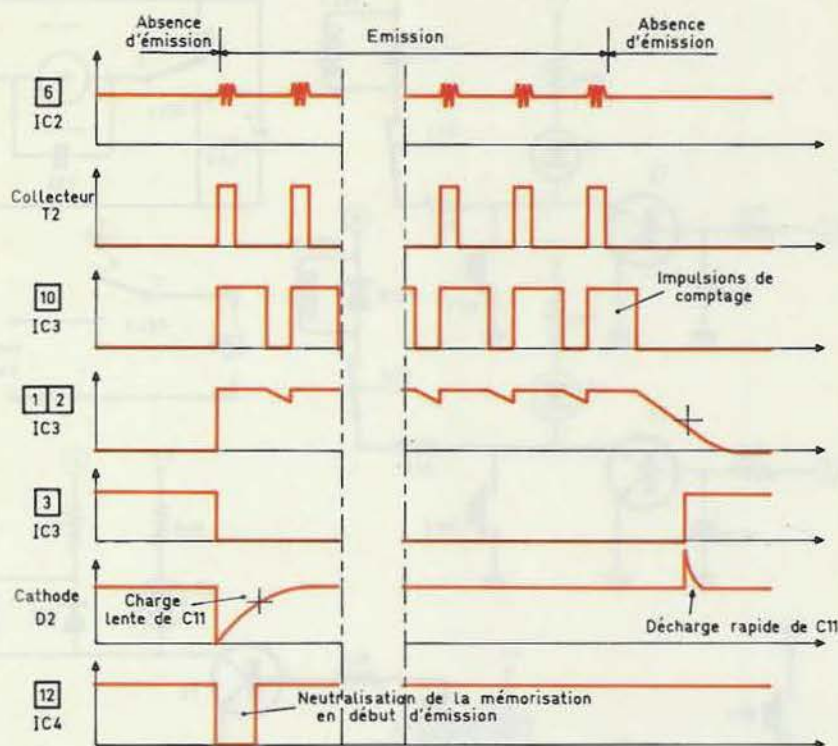 Absence
d'émission
Emission
Absence
d'émission
6
IC2
Collecteur
T2
10
IC3
Impulsions de
comptage
1 2
IC3
3
IC3
Cathode
D2
Charge
lente de C11
Décharge rapide de C11
12
IC4
Neutralisation de la mémorisation
en début d'émission